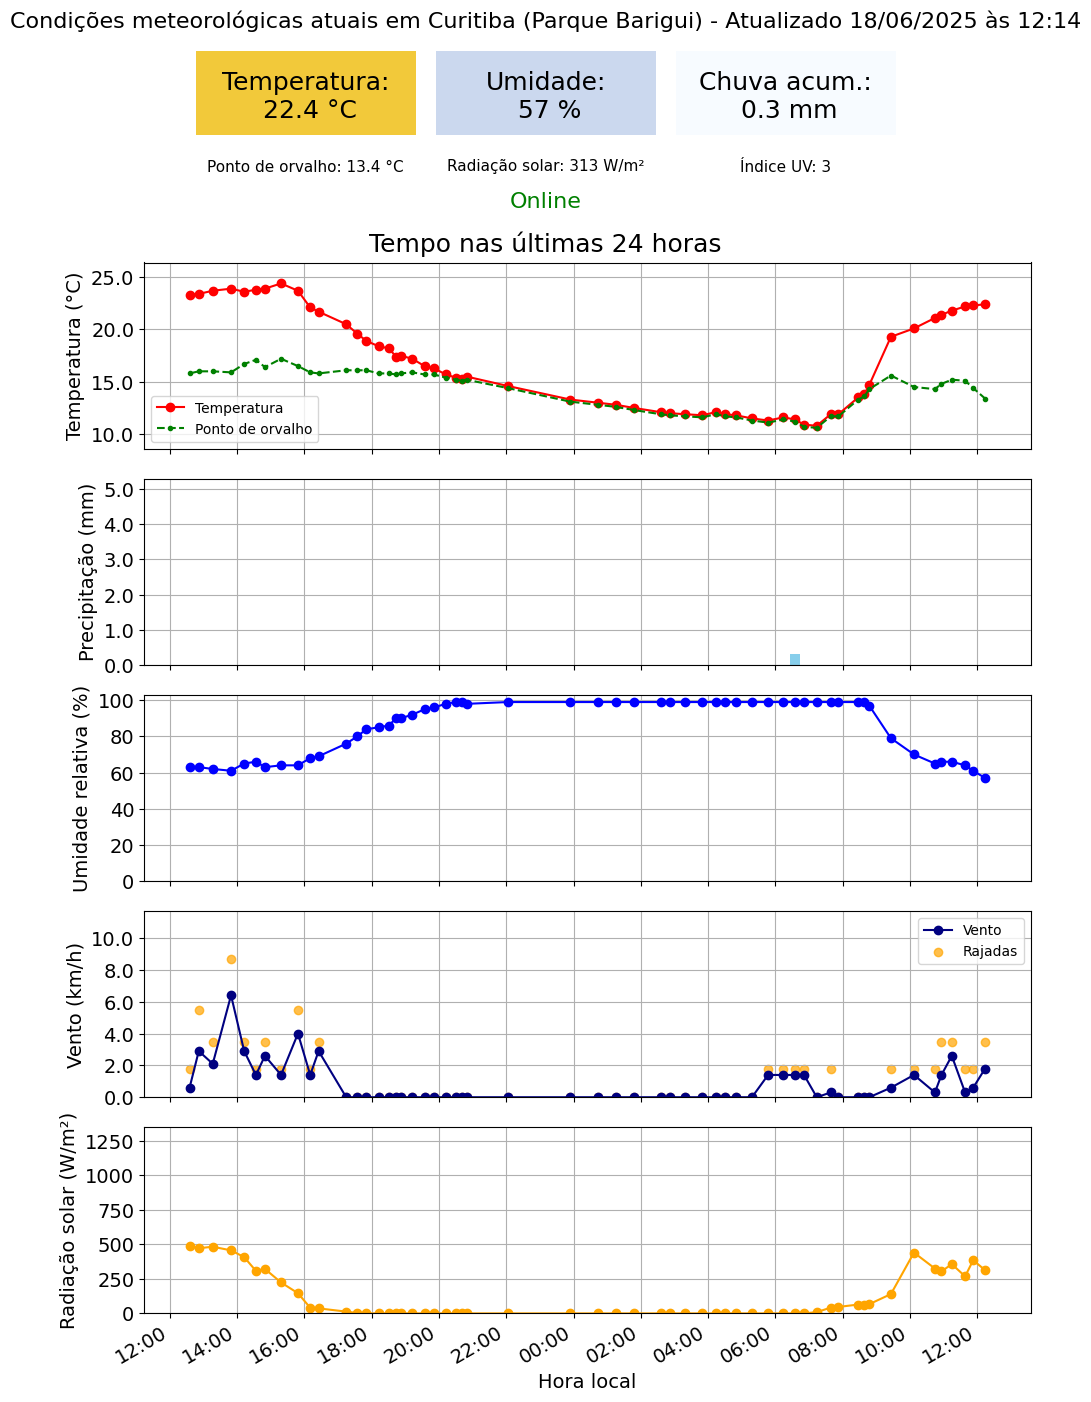 Condições meteorológicas atuais em Curitiba (Parque Barigui) - Atualizado 18/06/2025 às 12:14
Temperatura:
22.4 °C
Umidade:
57 %
Chuva acum.:
0.3 mm
Ponto de orvalho: 13.4 °C
Radiação solar: 313 W/m²
Índice UV: 3
Online
Tempo nas últimas 24 horas
Temperatura (°C)
25.0
20.0
15.0
10.0
Temperatura
Ponto de orvalho
Precipitação (mm)
5.0
4.0
3.0
2.0
1.0
0.0
Umidade relativa (%)
100
80
60
40
20
0
Vento (km/h)
10.0
8.0
6.0
4.0
2.0
0.0
Vento
Rajadas
Radiação solar (W/m²)
1250
1000
750
500
250
0
12:00 14:00 16:00 18:00 20:00 22:00 00:00 02:00 04:00 06:00 08:00 10:00 12:00
Hora local